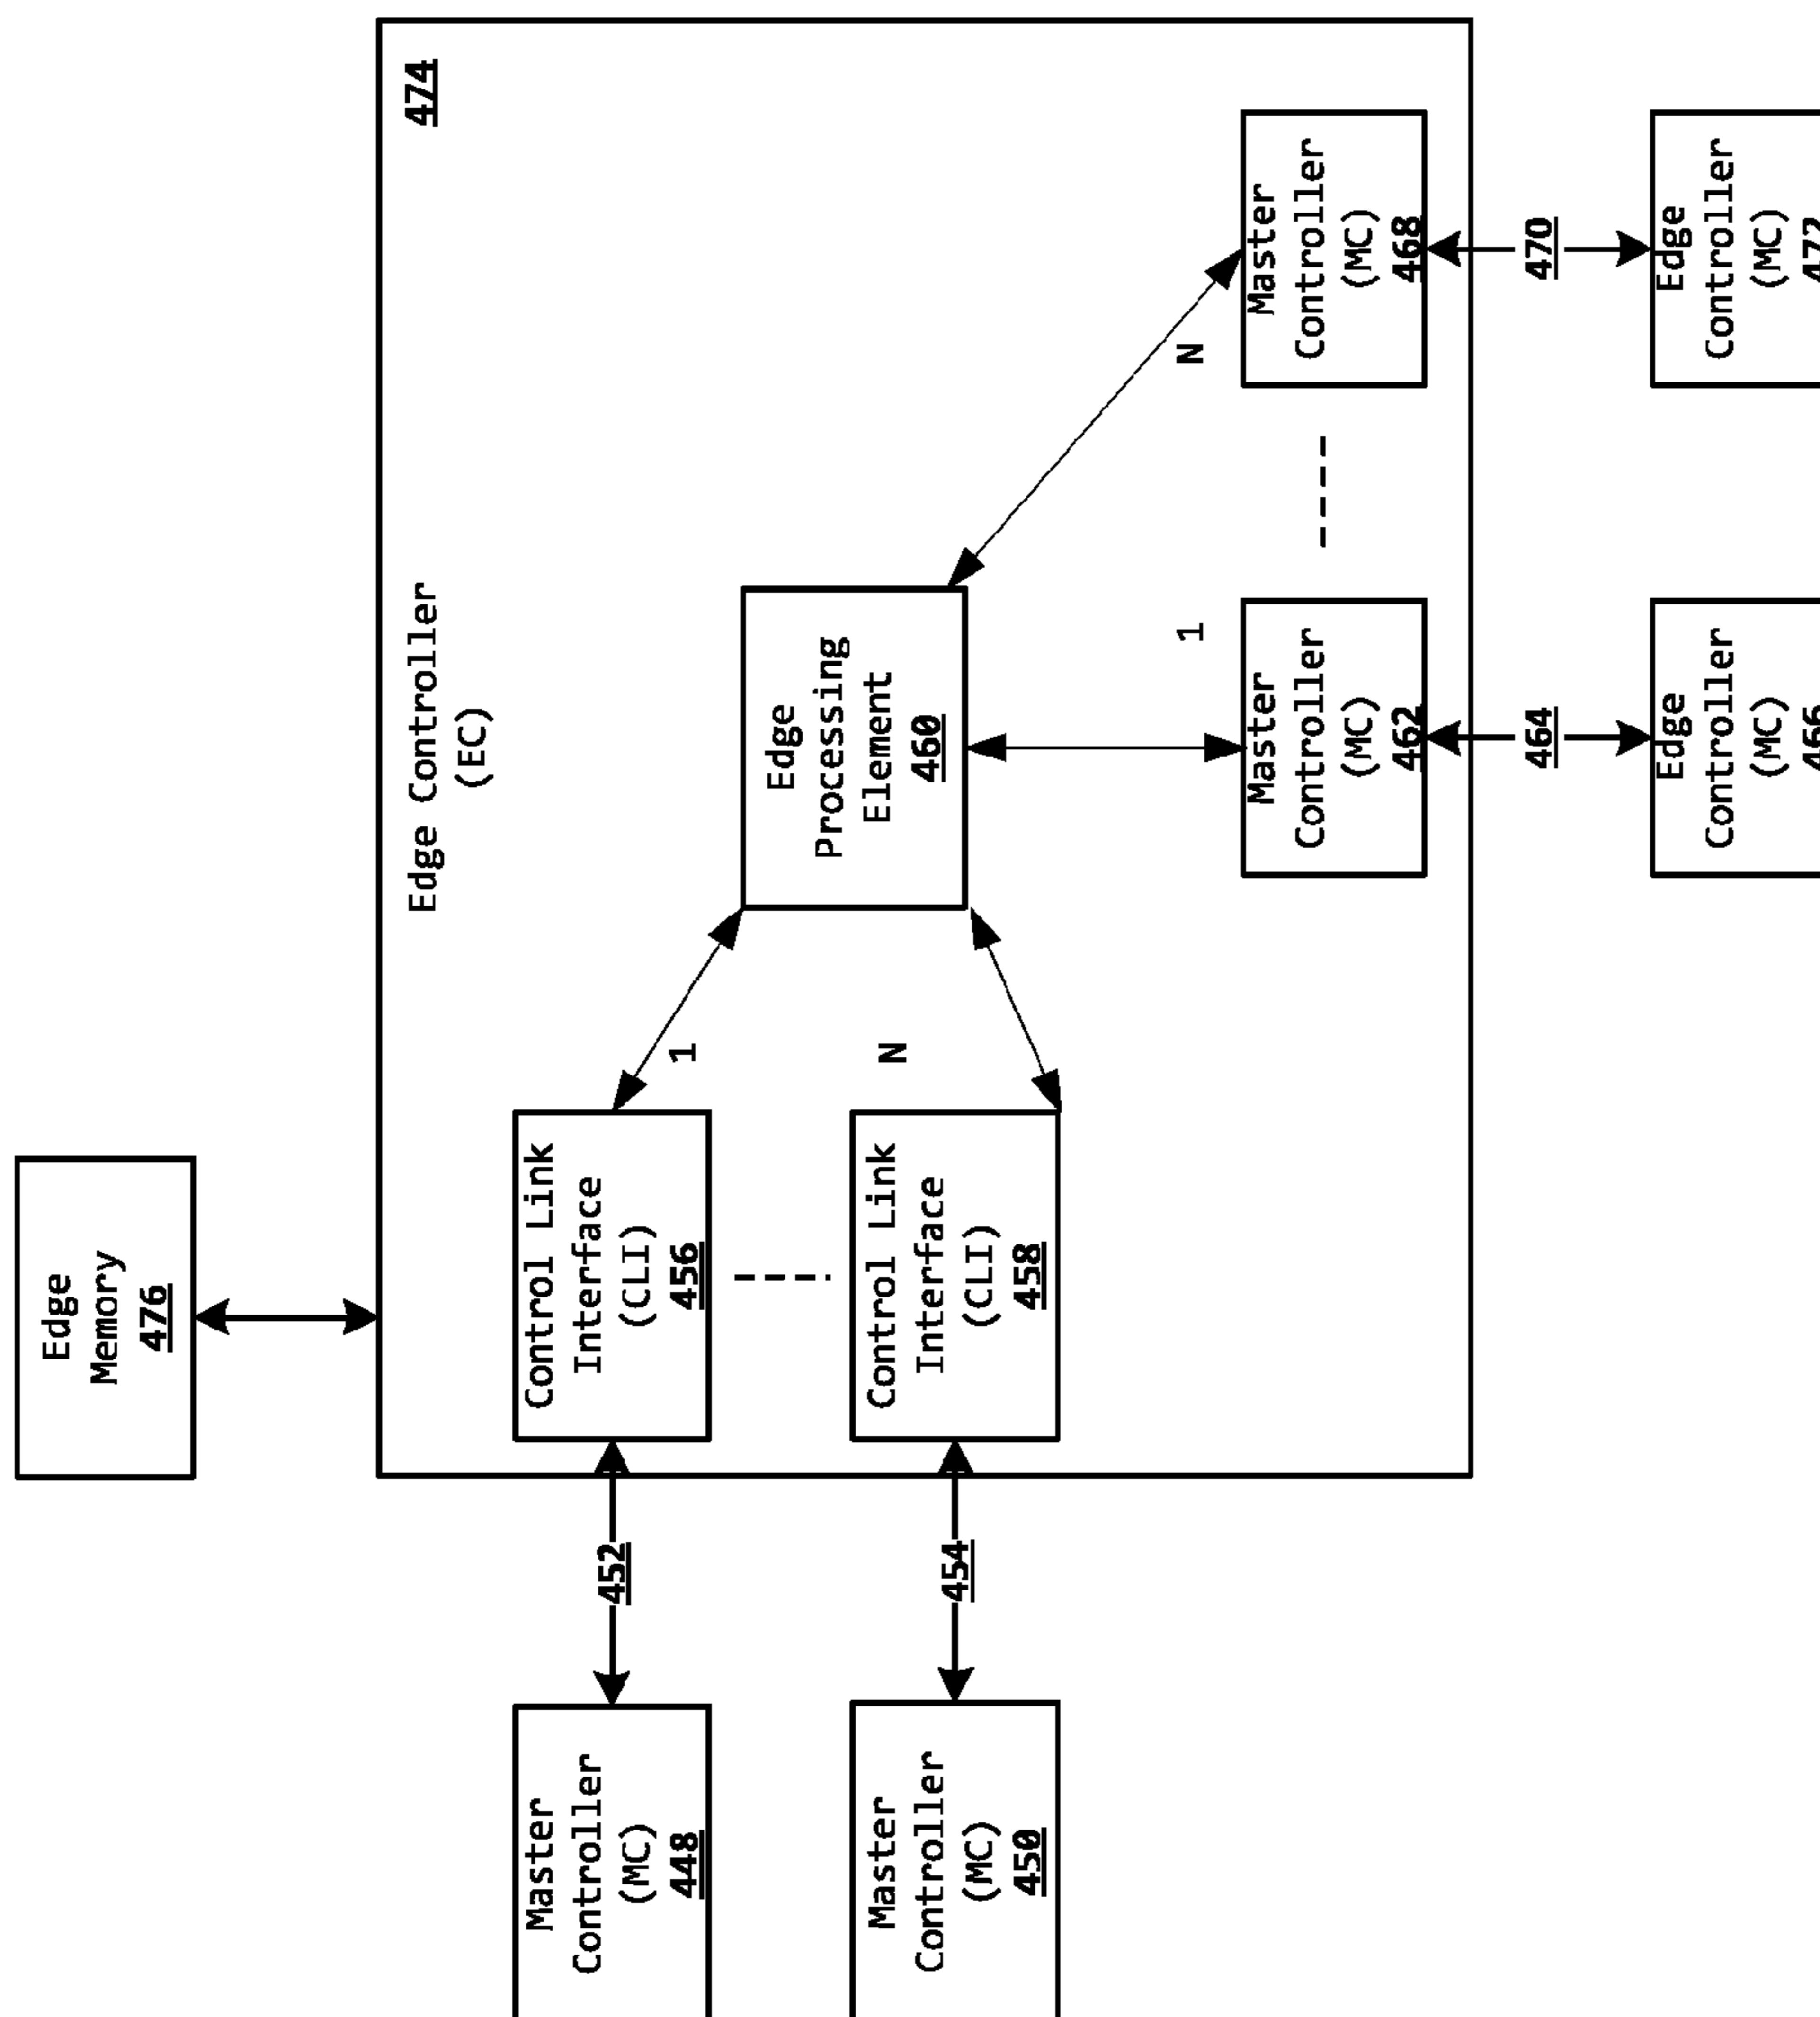 Edge
Memory
476
474
Edge Controller
(EC)
Master
Controller
(MC)
448
452
Control Link
Interface
(CLI)
456
1
Edge
Processing
Element
460
Master
Controller
(MC)
450
454
Control Link
Interface
(CLI)
458
N
1
N
Master
Controller
(MC)
462
Master
Controller
(MC)
468
464
470
Edge
Controller
(MC)
466
Edge
Controller
(MC)
472